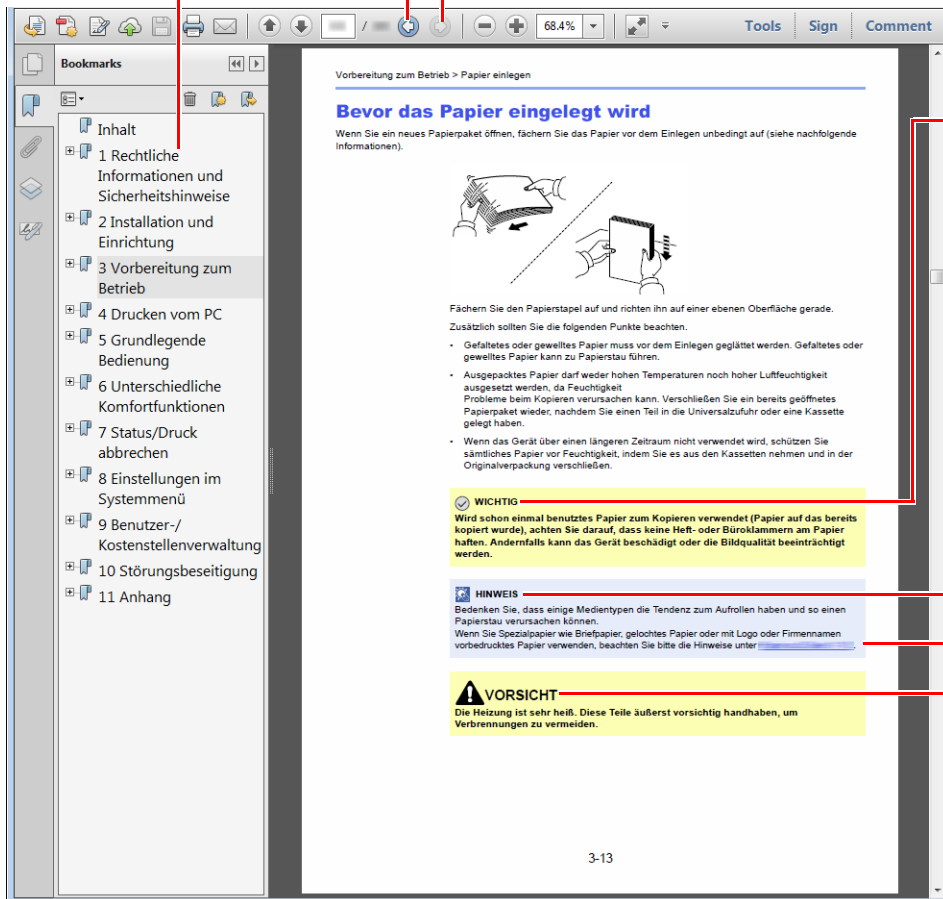 /
68.4%
Tools
Sign
Comment
Bookmarks
Inhalt
1 Rechtliche
Informationen und
Sicherheitshinweise
2 Installation und
Einrichtung
3 Vorbereitung zum
Betrieb
4 Drucken vom PC
5 Grundlegende
Bedienung
6 Unterschiedliche
Komfortfunktionen
7 Status/Druck
abbrechen
8 Einstellungen im
Systemmenü
9 Benutzer-/
Kostenstellenverwaltung
10 Störungsbeseitigung
11 Anhang
Vorbereitung zum Betrieb > Papier einlegen
Bevor das Papier eingelegt wird
Wenn Sie ein neues Papierpaket öffnen, fächern Sie das Papier vor dem Einlegen unbedingt auf (siehe nachfolgende
Informationen).
Fächern Sie den Papierstapel auf und richten ihn auf einer ebenen Oberfläche gerade.
Zusätzlich sollten Sie die folgenden Punkte beachten.
• Gefaltetes oder gewelltes Papier muss vor dem Einlegen geglättet werden. Gefaltetes oder
gewelltes Papier kann zu Papierstau führen.
• Ausgepacktes Papier darf weder hohen Temperaturen noch hoher Luftfeuchtigkeit
ausgesetzt werden, da Feuchtigkeit
Probleme beim Kopieren verursachen kann. Verschließen Sie ein bereits geöffnetes
Papierpaket wieder, nachdem Sie einen Teil in die Universalzufuhr oder eine Kassette
gelegt haben.
• Wenn das Gerät über einen längeren Zeitraum nicht verwendet wird, schützen Sie
sämtliches Papier vor Feuchtigkeit, indem Sie es aus den Kassetten nehmen und in der
Originalverpackung verschließen.
WICHTIG
Wird schon einmal benutztes Papier zum Kopieren verwendet (Papier auf das bereits
kopiert wurde), achten Sie darauf, dass keine Heft- oder Büroklammern am Papier
haften. Andernfalls kann das Gerät beschädigt oder die Bildqualität beeinträchtigt
werden.
HINWEIS
Bedenken Sie, dass einige Medientypen die Tendenz zum Aufrollen haben und so einen
Papierstau verursachen können.
Wenn Sie Spezialpapier wie Briefpapier, gelochtes Papier oder mit Logo oder Firmennamen
vorbedrucktes Papier verwenden, beachten Sie bitte die Hinweise unter .
VORSICHT
Die Heizung ist sehr heiß. Diese Teile äußerst vorsichtig handhaben, um
Verbrennungen zu vermeiden.
3-13